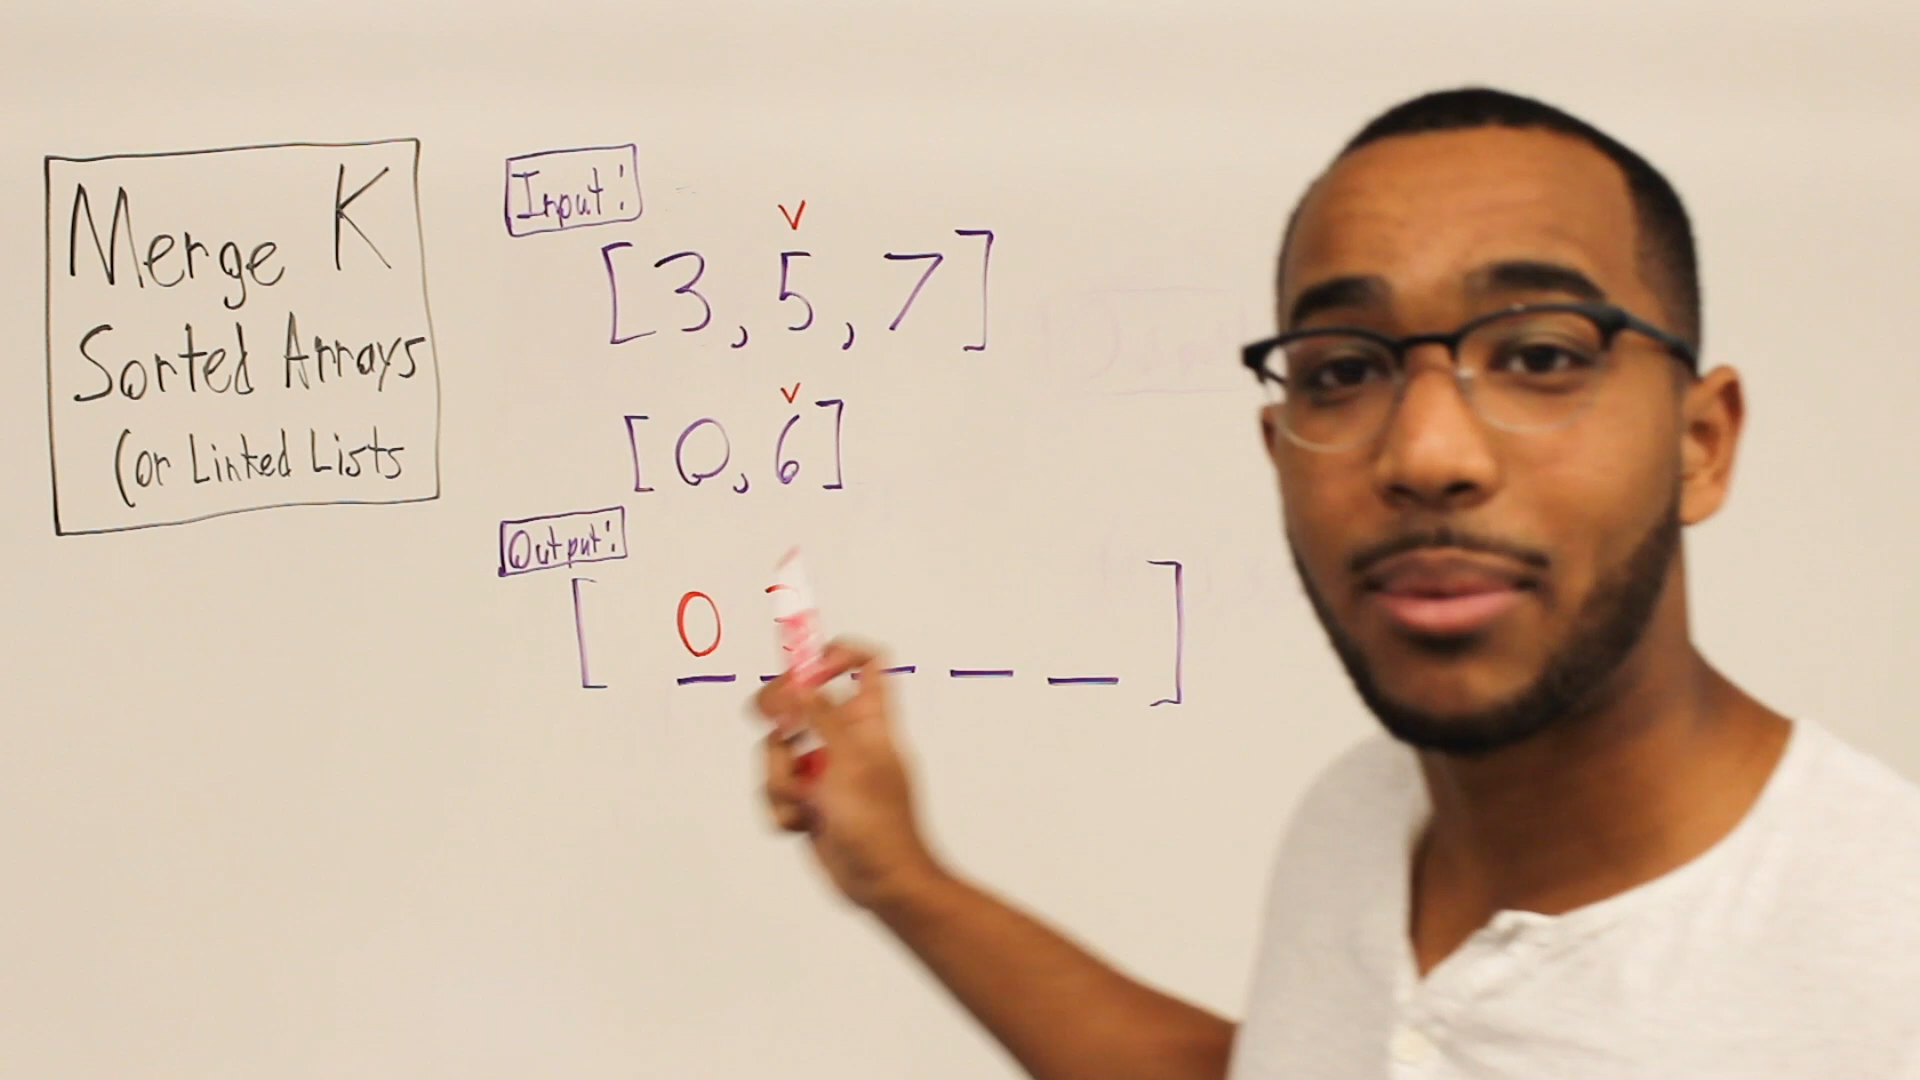 Merge K
Sorted Arrays
(or Linked Lists
Input:
v
[3, 5, 7]
v
[0, 6]
Output:
[ 0 _ _ _ _ ]